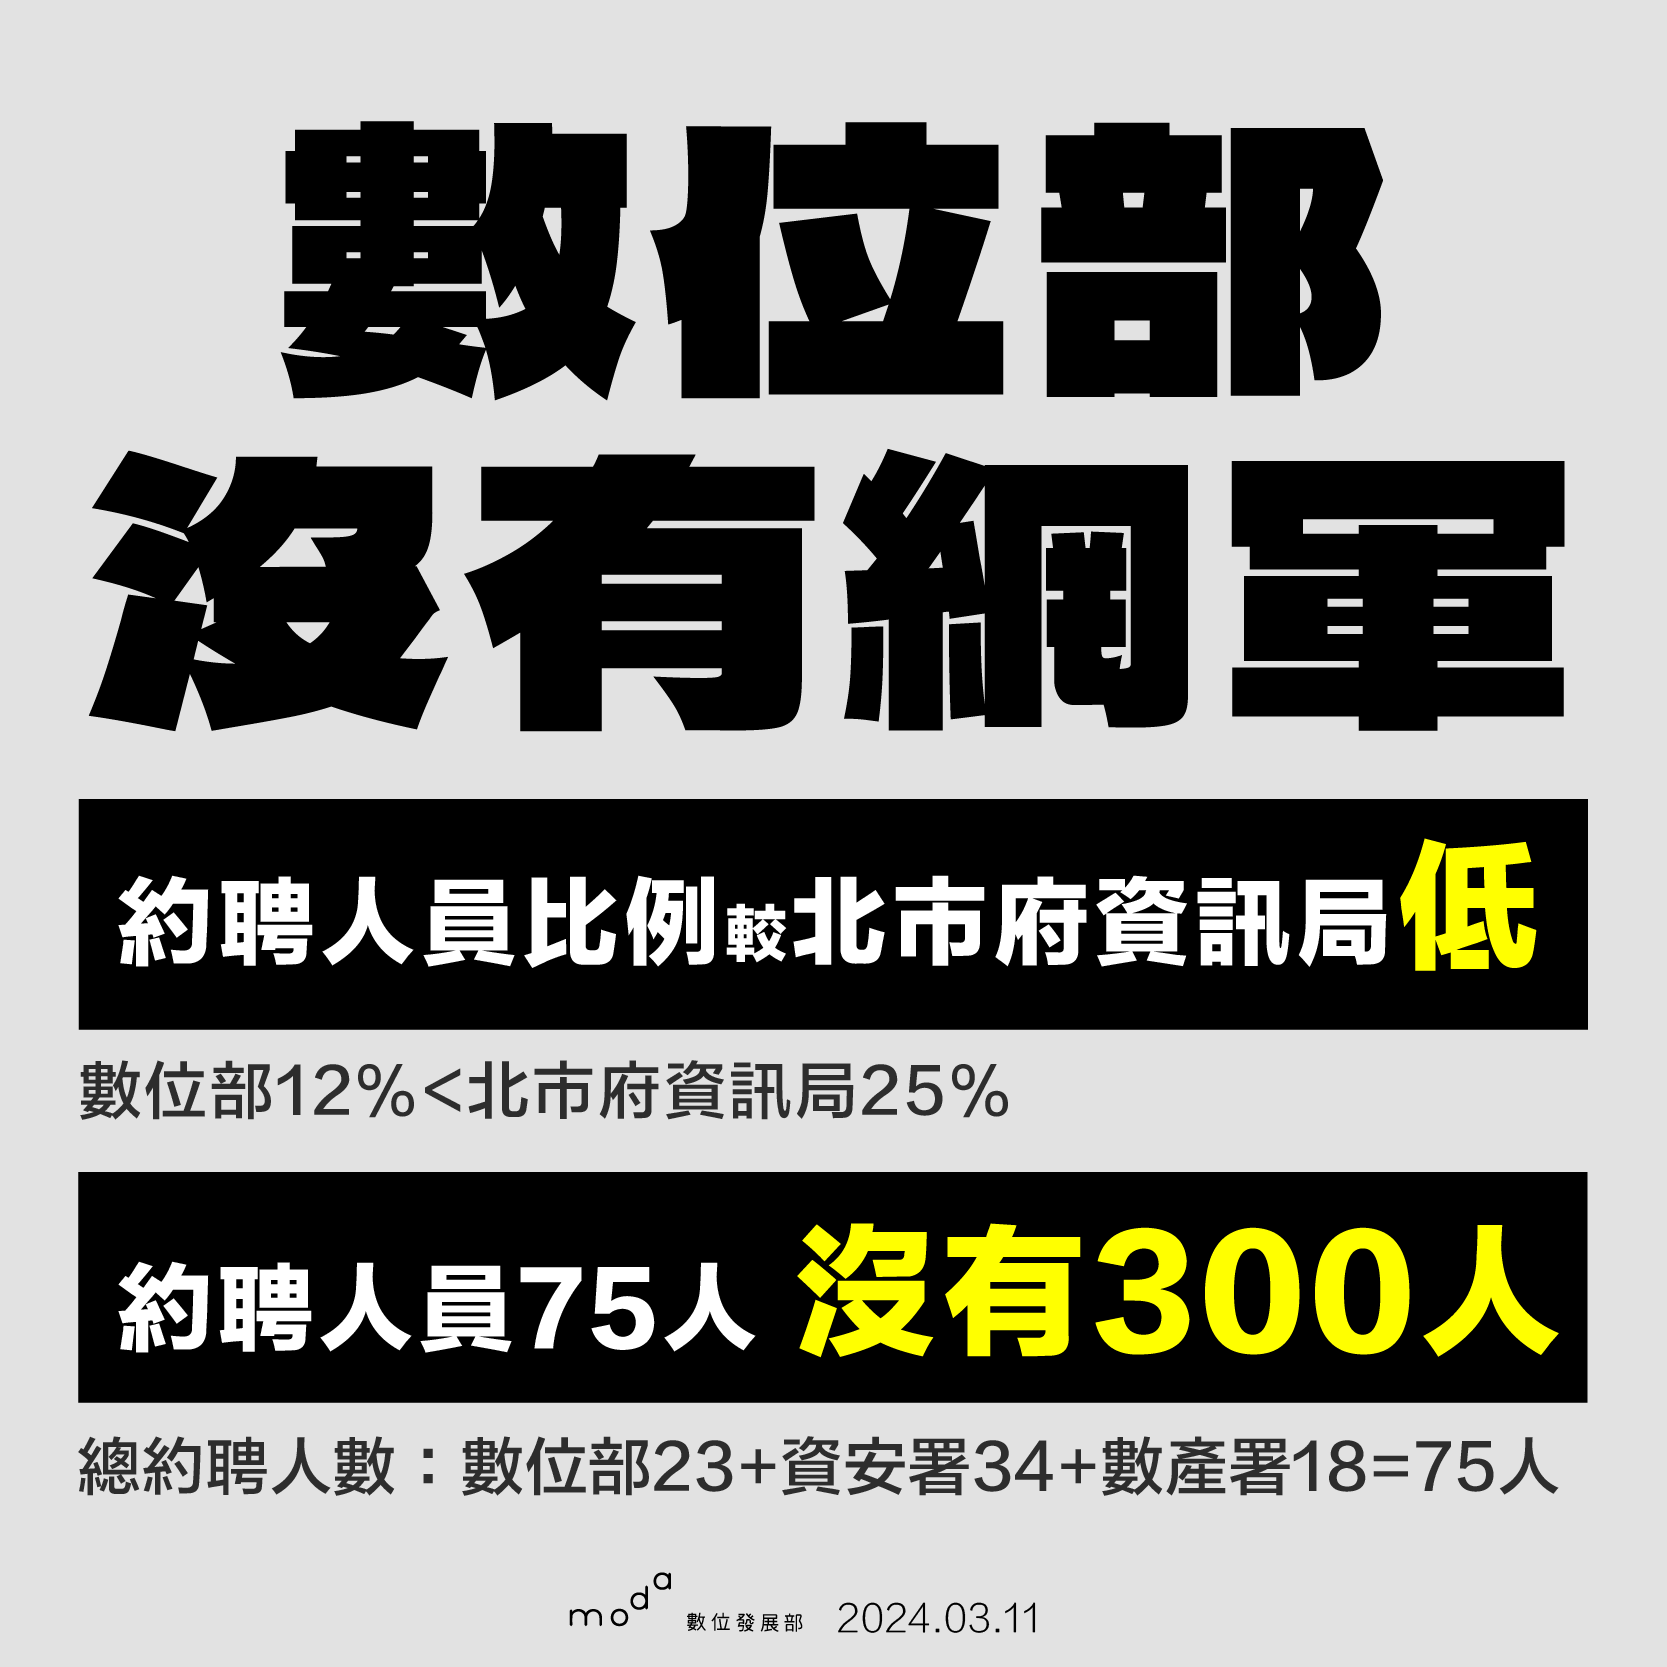 數位部
沒有網軍
約聘人員比例較北市府資訊局低
數位部12%<北市府資訊局25%
約聘人員75人 沒有300人
總約聘人數：數位部23+資安署34+數產署18=75人
moda 數位發展部 2024.03.11